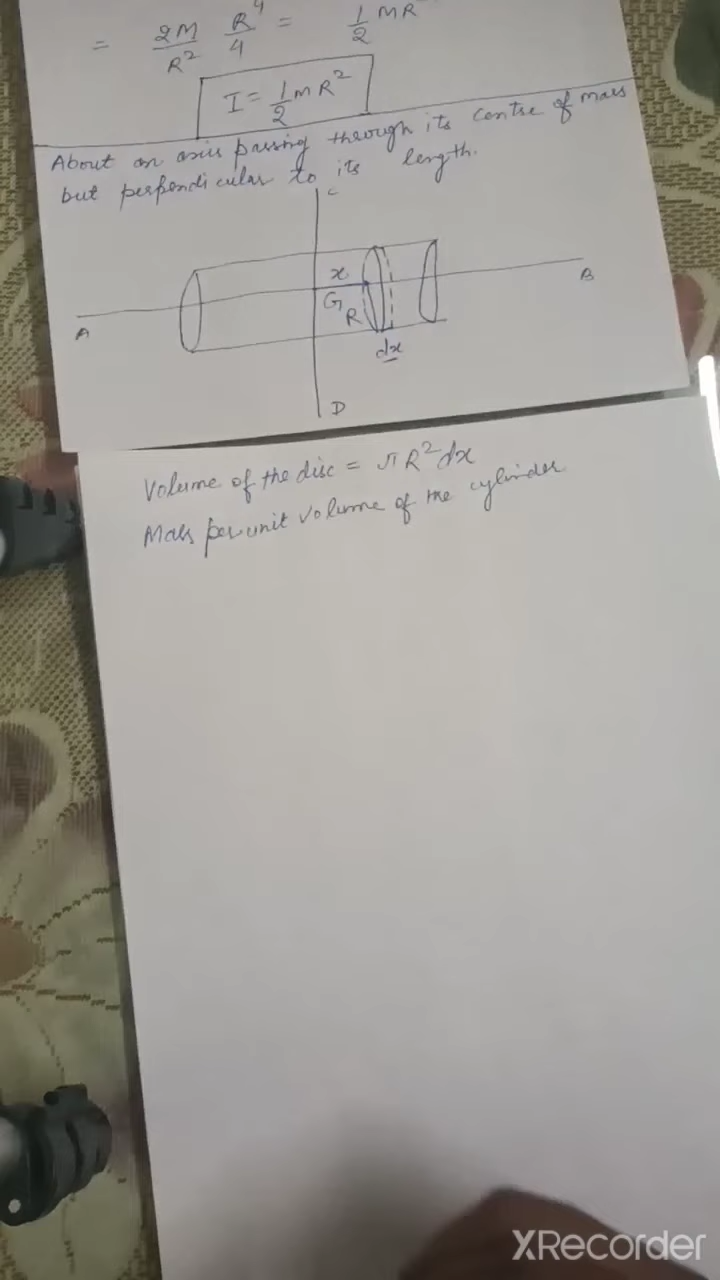 = 2M/R² R⁴/4 = 1/2 MR
I = 1/2 MR²
About an axis passing through its centre of mass
but perpendicular to its length.
C
x
G
R
A
B
dx
D
Volume of the disc = πR²dx
Mass per unit volume of the cylinder
XRecorder